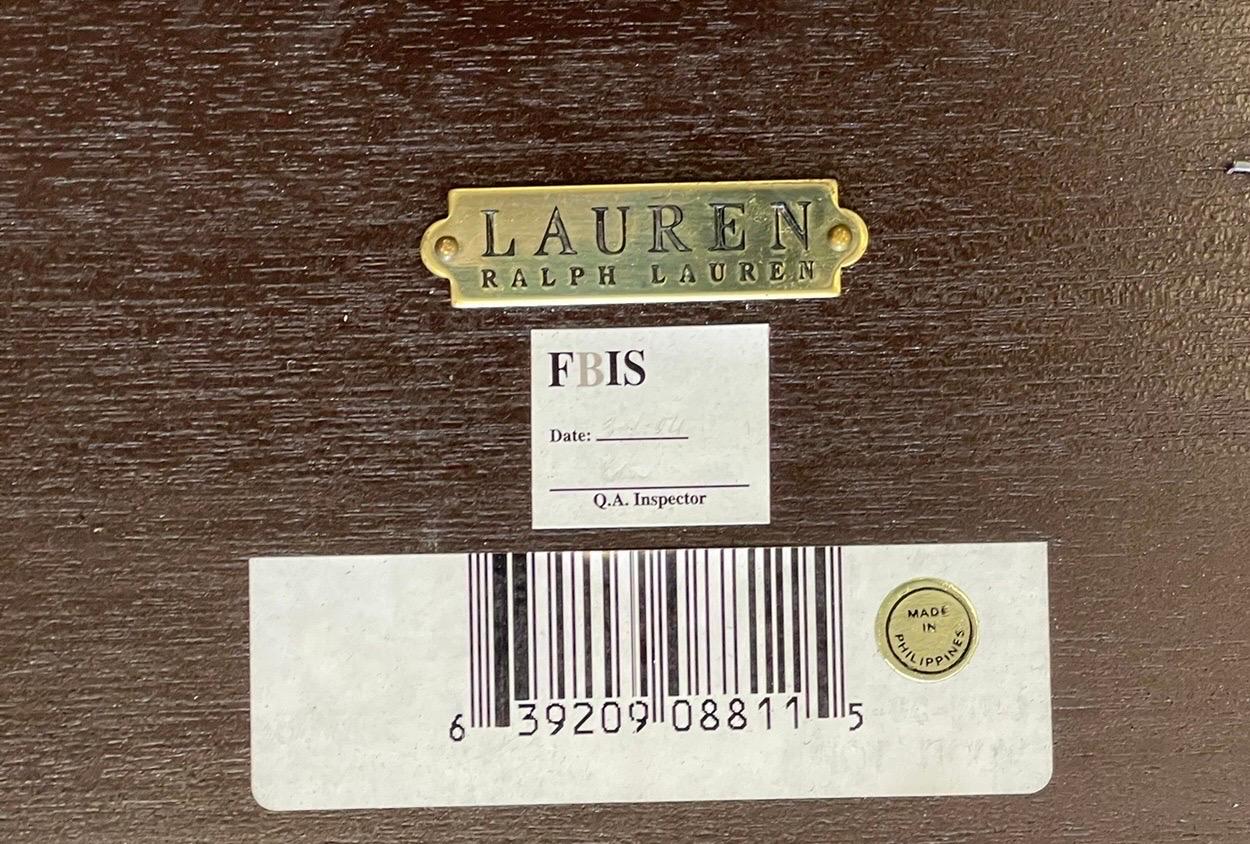 LAUREN
RALPH LAUREN
FBIS
Date:
Q.A. Inspector
MADE
IN
PHILIPPINES
6 39209 08811 5